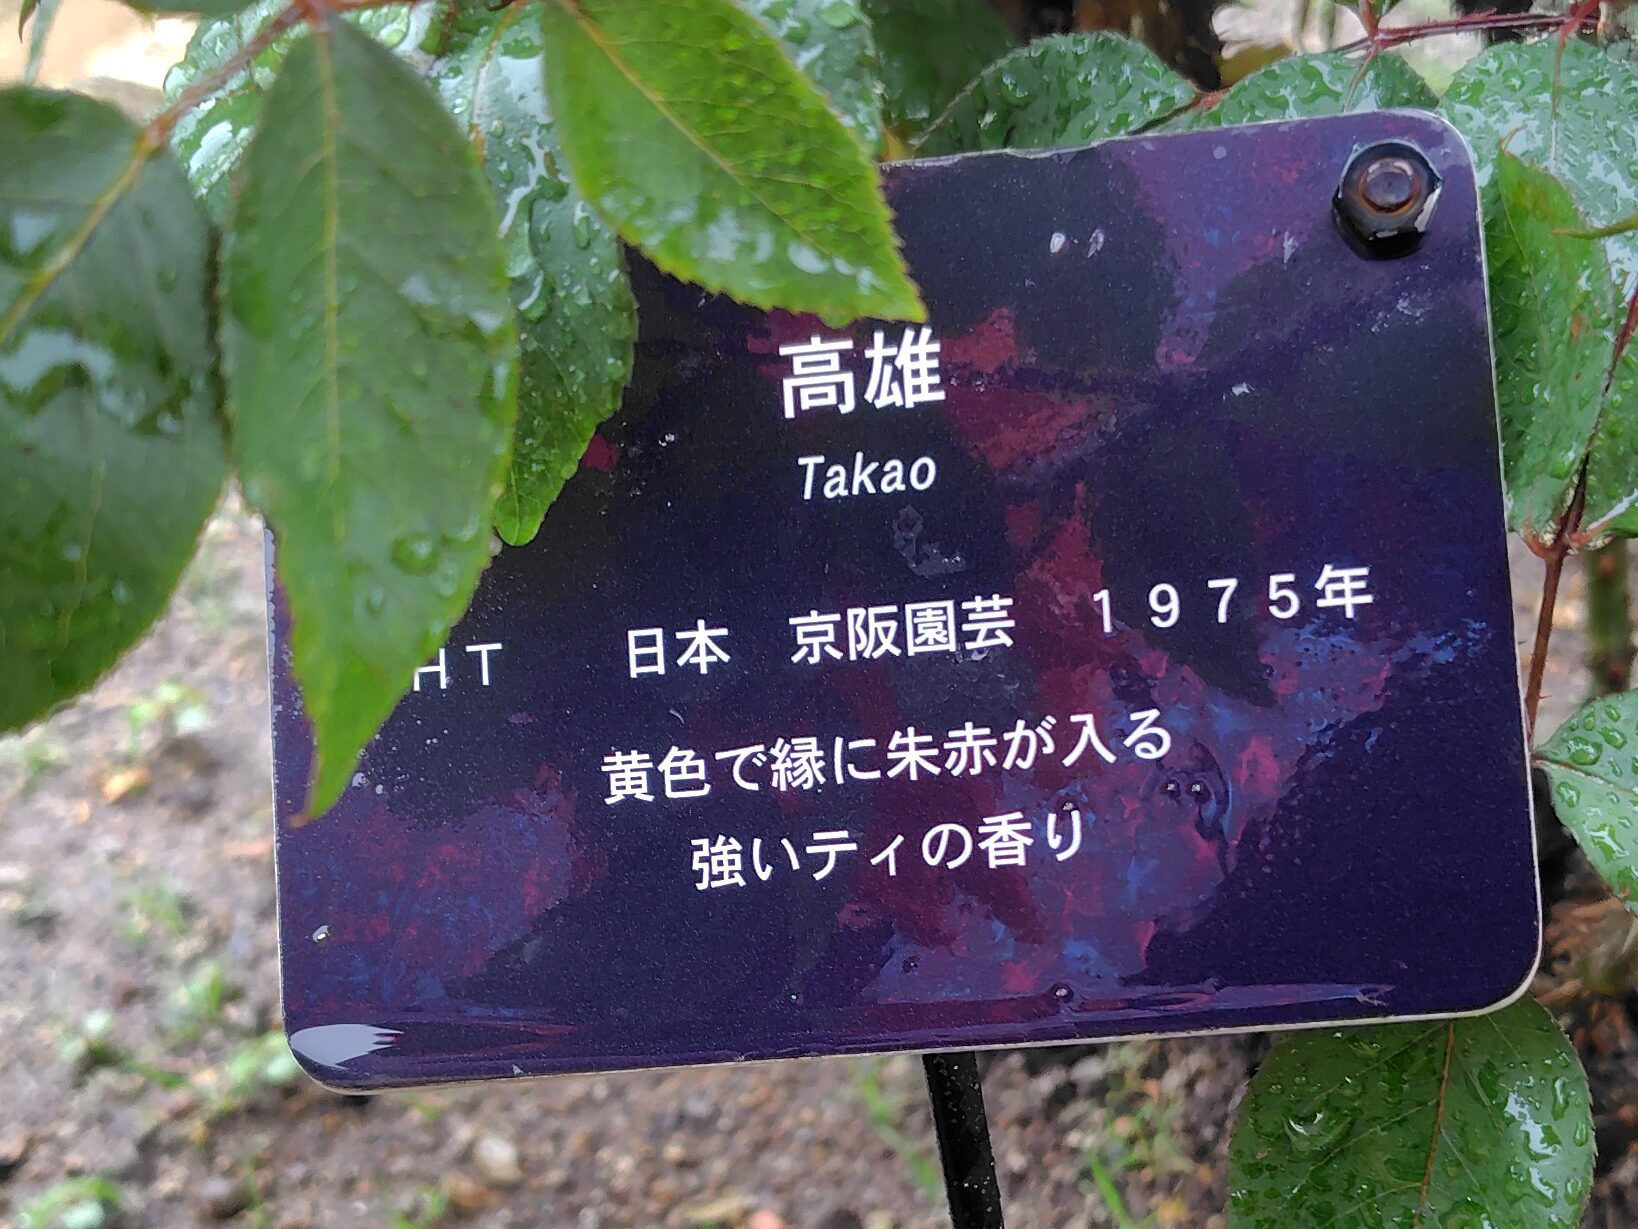 高雄
Takao
HT　日本　京阪園芸　1975年
黄色で縁に朱赤が入る
強いティの香り